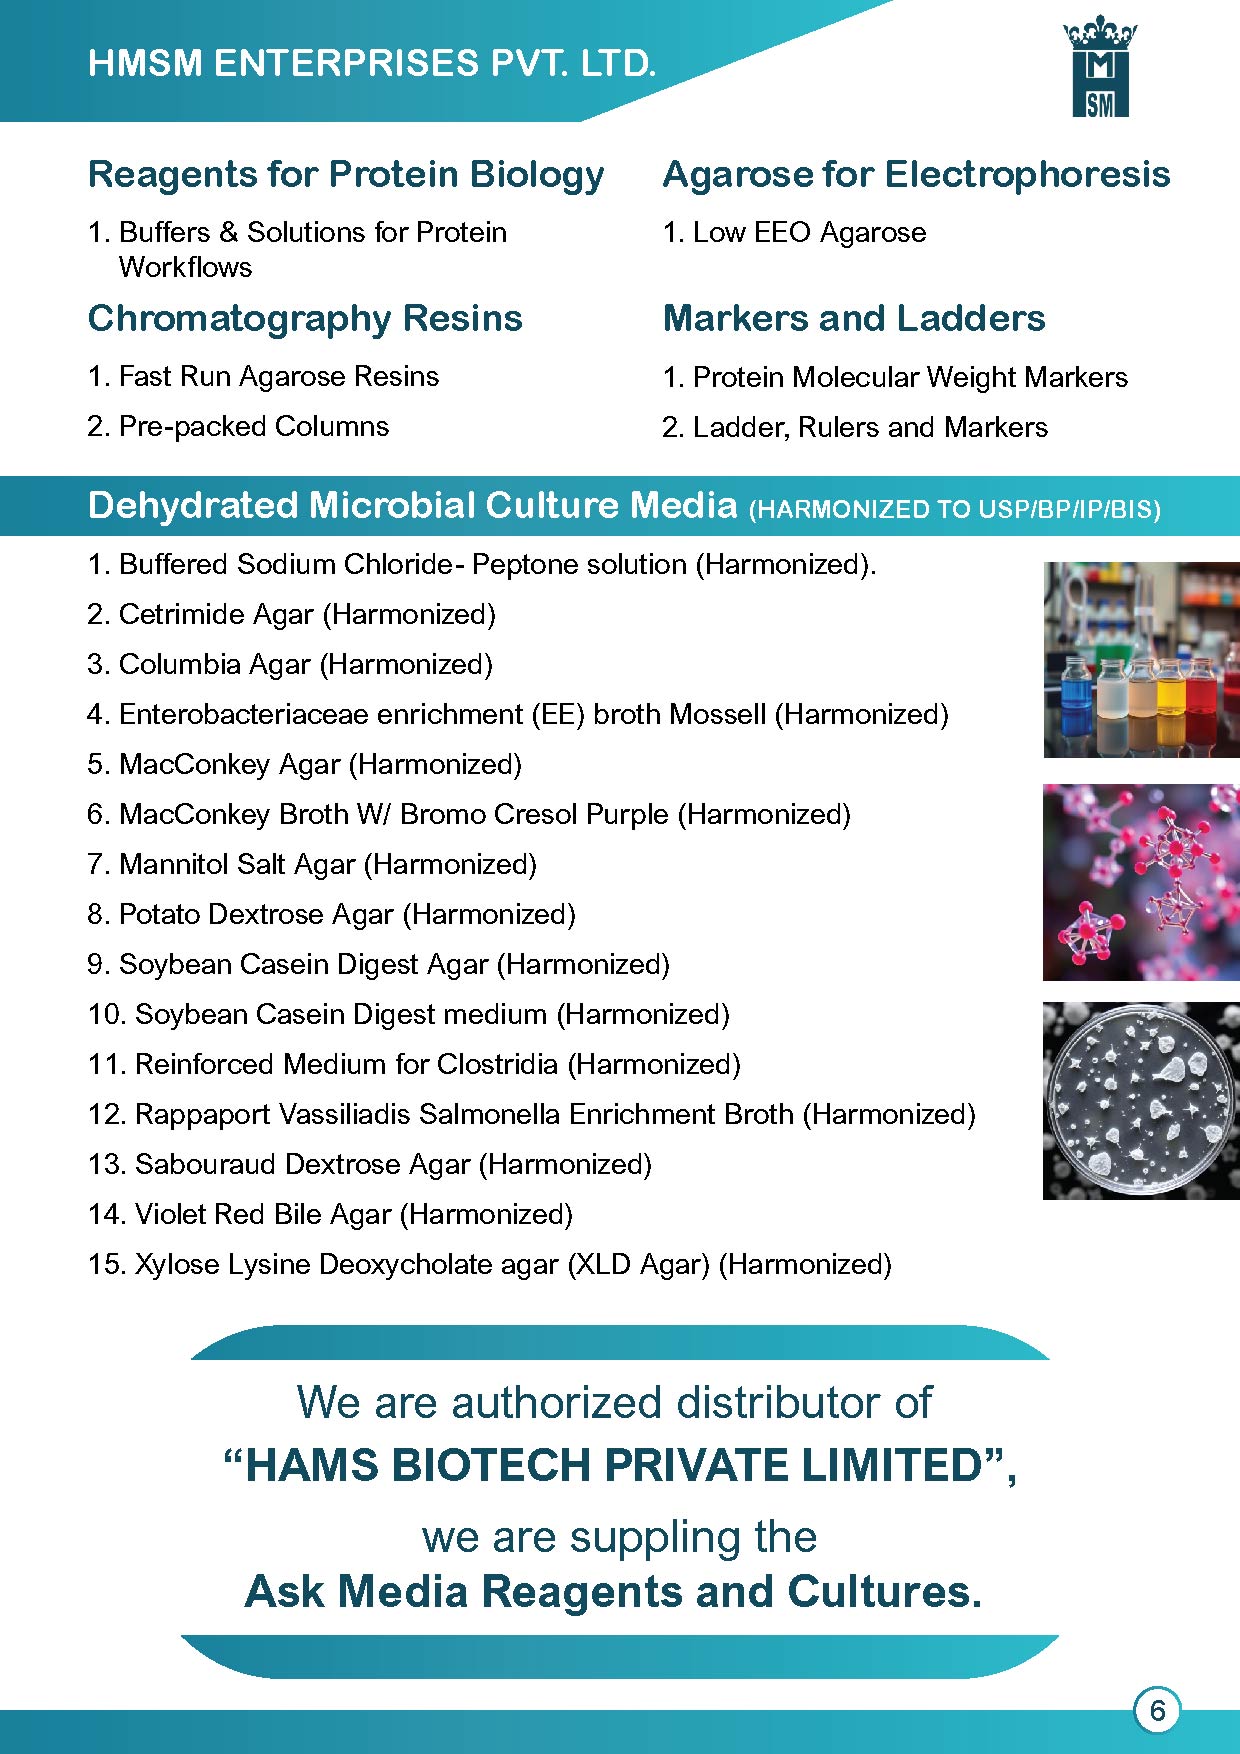 HMSM ENTERPRISES PVT. LTD.
M
SM
Reagents for Protein Biology
1. Buffers & Solutions for Protein
Workflows
Agarose for Electrophoresis
1. Low EEO Agarose
Chromatography Resins
1. Fast Run Agarose Resins
2. Pre-packed Columns
Markers and Ladders
1. Protein Molecular Weight Markers
2. Ladder, Rulers and Markers
Dehydrated Microbial Culture Media (HARMONIZED TO USP/BP/IP/BIS)
1. Buffered Sodium Chloride- Peptone solution (Harmonized).
2. Cetrimide Agar (Harmonized)
3. Columbia Agar (Harmonized)
4. Enterobacteriaceae enrichment (EE) broth Mossell (Harmonized)
5. MacConkey Agar (Harmonized)
6. MacConkey Broth W/ Bromo Cresol Purple (Harmonized)
7. Mannitol Salt Agar (Harmonized)
8. Potato Dextrose Agar (Harmonized)
9. Soybean Casein Digest Agar (Harmonized)
10. Soybean Casein Digest medium (Harmonized)
11. Reinforced Medium for Clostridia (Harmonized)
12. Rappaport Vassiliadis Salmonella Enrichment Broth (Harmonized)
13. Sabouraud Dextrose Agar (Harmonized)
14. Violet Red Bile Agar (Harmonized)
15. Xylose Lysine Deoxycholate agar (XLD Agar) (Harmonized)
We are authorized distributor of
“HAMS BIOTECH PRIVATE LIMITED”,
we are suppling the
Ask Media Reagents and Cultures.
6